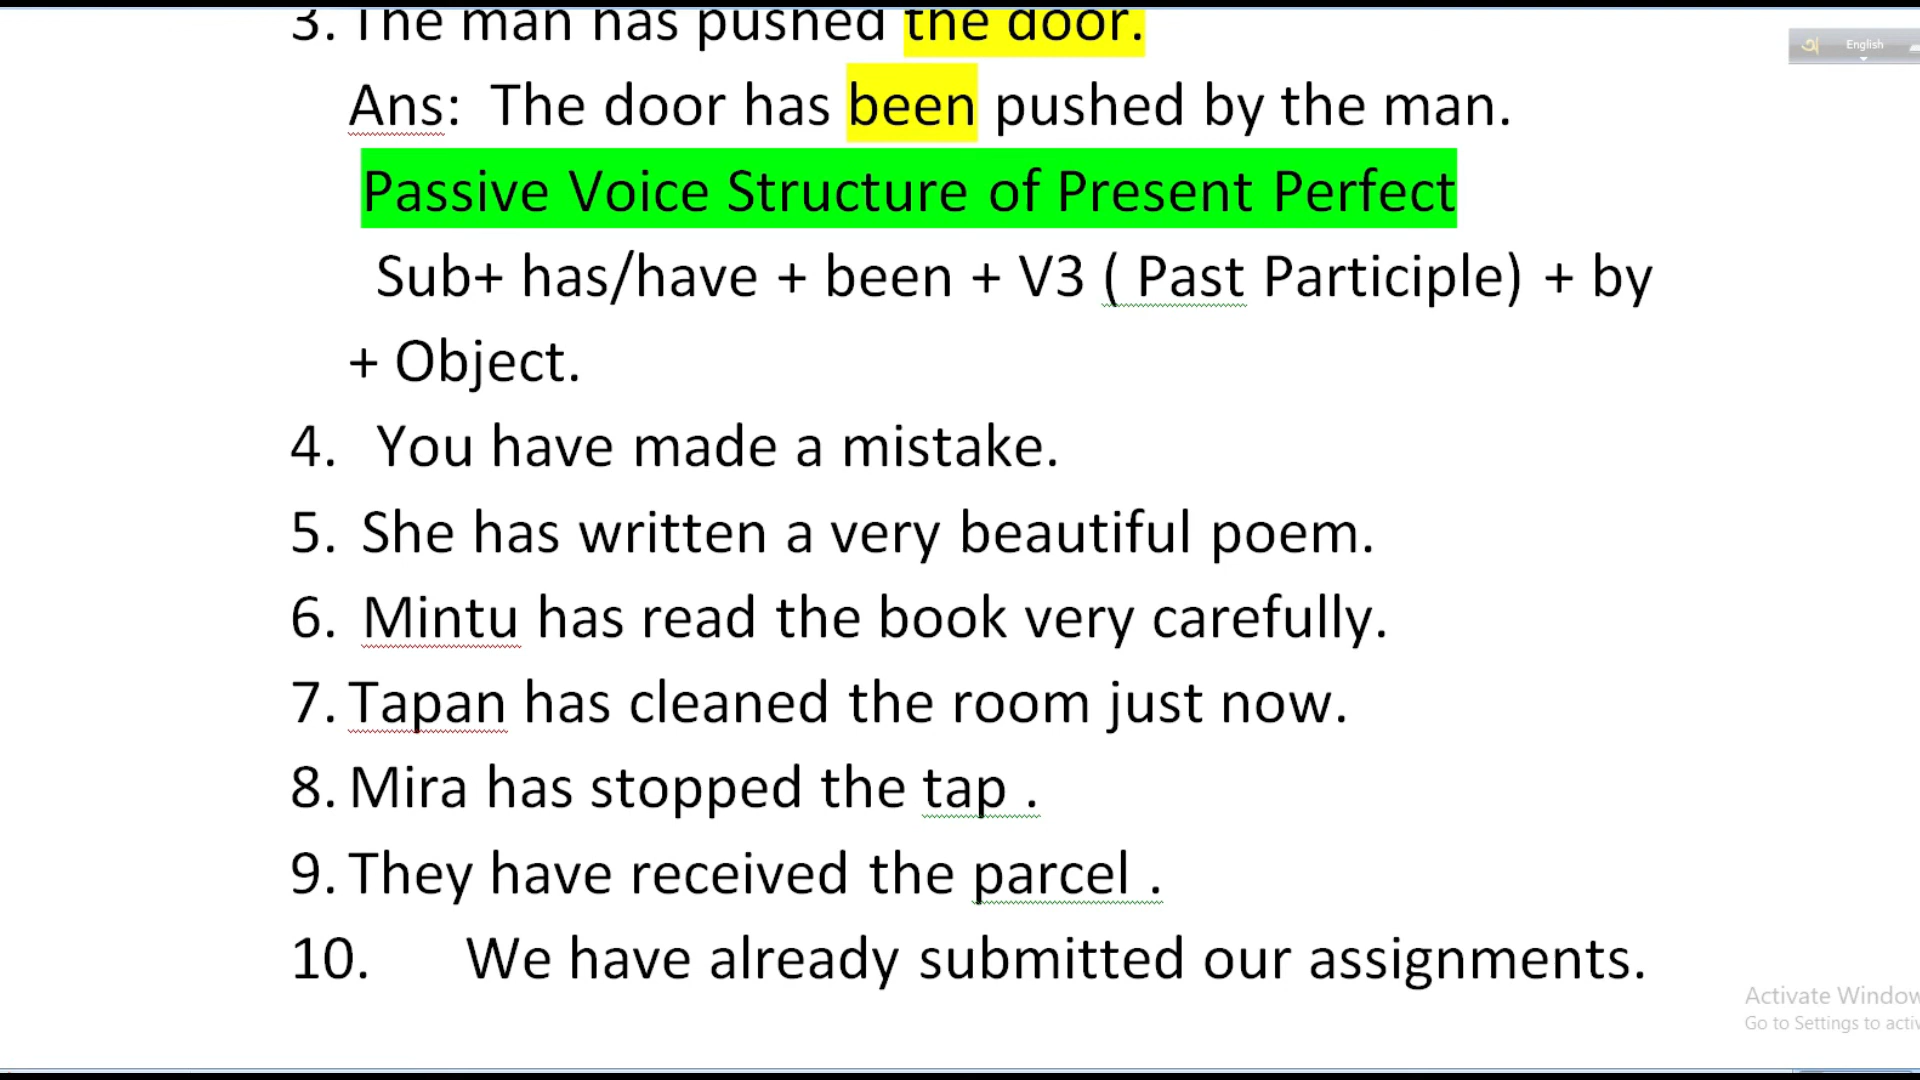 3. The man has pushed the door.
অ English
Ans: The door has been pushed by the man.
Passive Voice Structure of Present Perfect
Sub+ has/have + been + V3 ( Past Participle) + by
+ Object.
4. You have made a mistake.
5. She has written a very beautiful poem.
6. Mintu has read the book very carefully.
7. Tapan has cleaned the room just now.
8. Mira has stopped the tap .
9. They have received the parcel .
10. We have already submitted our assignments.
Activate Window
Go to Settings to activ